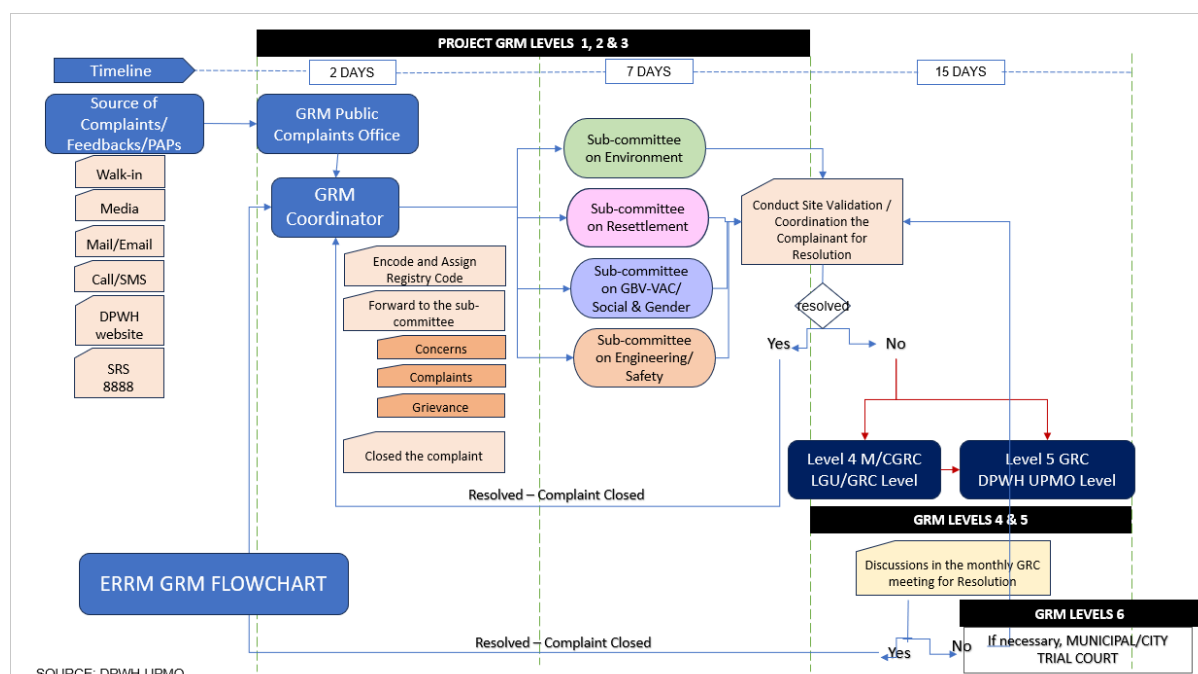 PROJECT GRM LEVELS 1, 2 & 3
Timeline
2 DAYS
7 DAYS
15 DAYS
Source of
Complaints/
Feedbacks/PAPs
GRM Public
Complaints Office
Walk-in
Media
Mail/Email
Call/SMS
DPWH
website
SRS
8888
GRM
Coordinator
Encode and Assign
Registry Code
Forward to the sub-
committee
Concerns
Complaints
Grievance
Closed the complaint
Sub-committee
on Environment
Sub-committee
on Resettlement
Sub-committee
on GBV-VAC/
Social & Gender
Sub-committee
on Engineering/
Safety
Conduct Site Validation /
Coordination the
Complainant for
Resolution
resolved
Yes
No
Level 4 M/CGRC
LGU/GRC Level
Level 5 GRC
DPWH UPMO Level
Resolved – Complaint Closed
GRM LEVELS 4 & 5
Discussions in the monthly GRC
meeting for Resolution
ERRM GRM FLOWCHART
GRM LEVELS 6
Resolved – Complaint Closed
Yes
No
If necessary, MUNICIPAL/CITY
TRIAL COURT
SOURCE: DPWH-UPMO